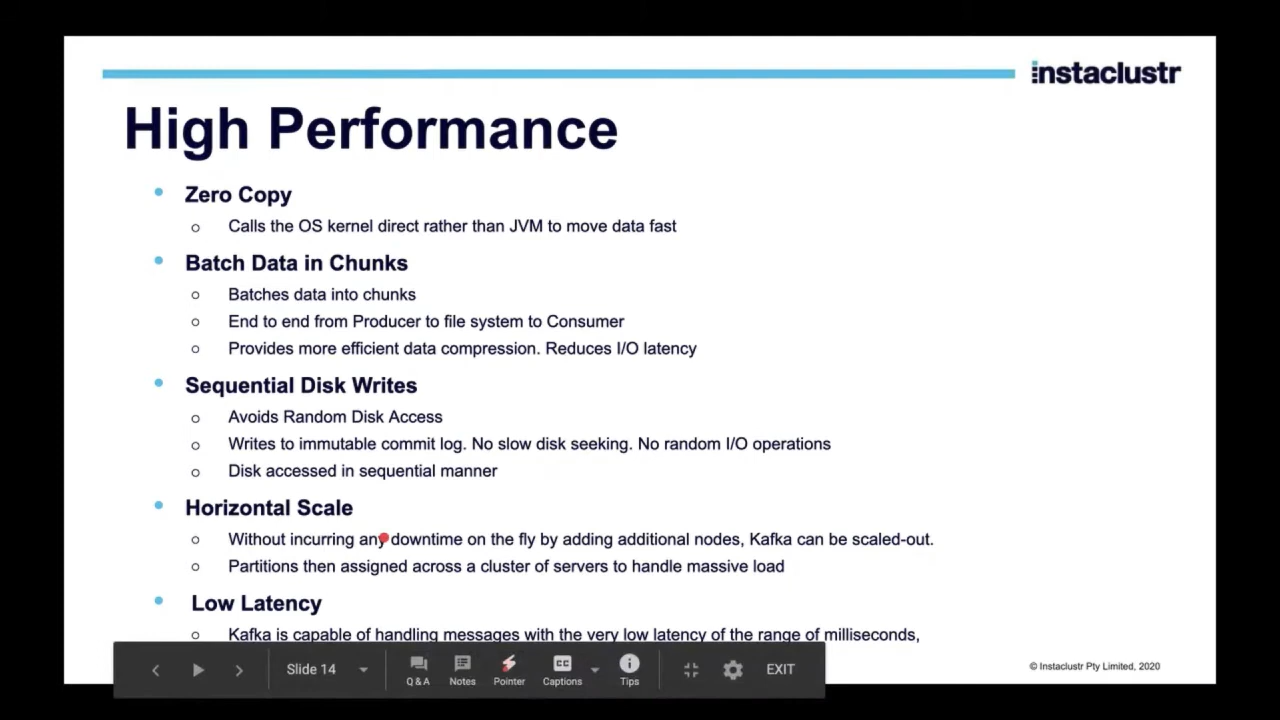 instaclustr
High Performance
Zero Copy
Calls the OS kernel direct rather than JVM to move data fast
Batch Data in Chunks
Batches data into chunks
End to end from Producer to file system to Consumer
Provides more efficient data compression. Reduces I/O latency
Sequential Disk Writes
Avoids Random Disk Access
Writes to immutable commit log. No slow disk seeking. No random I/O operations
Disk accessed in sequential manner
Horizontal Scale
Without incurring any downtime on the fly by adding additional nodes, Kafka can be scaled-out.
Partitions then assigned across a cluster of servers to handle massive load
Low Latency
Kafka is capable of handling messages with the very low latency of the range of milliseconds,
Slide 14
Q & A
Notes
Pointer
CC
Captions
Tips
EXIT
© Instaclustr Pty Limited, 2020